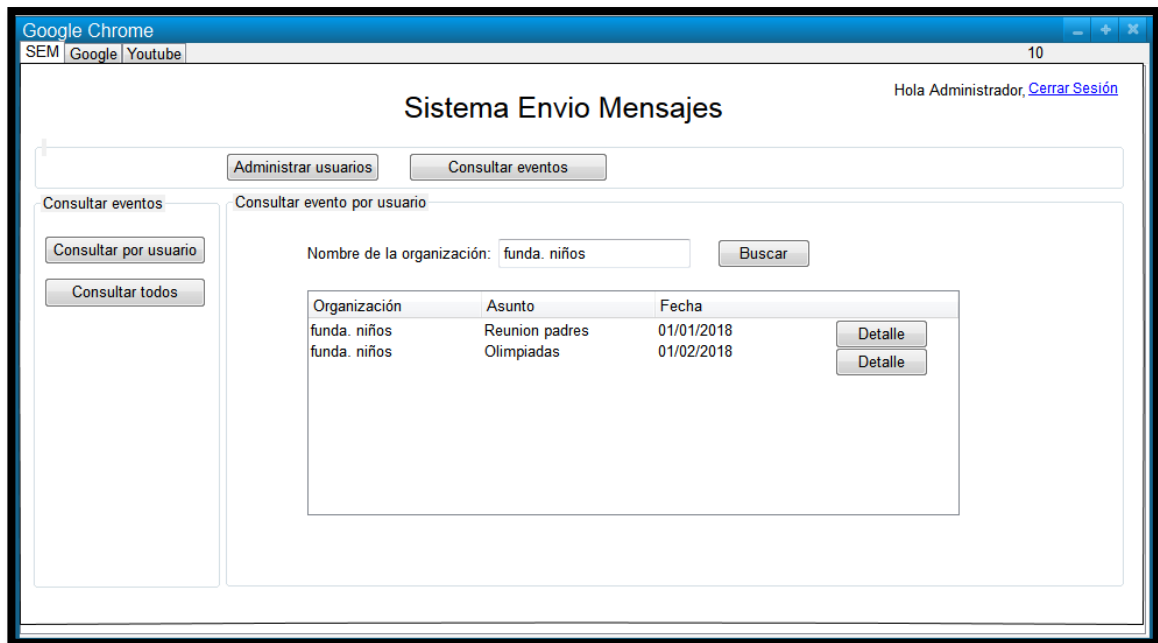 Google Chrome
SEM Google Youtube 10
Hola Administrador, Cerrar Sesión
Sistema Envio Mensajes
Administrar usuarios Consultar eventos
Consultar eventos
Consultar por usuario
Consultar todos
Consultar evento por usuario
Nombre de la organización: funda. niños Buscar
Organización Asunto Fecha
funda. niños Reunion padres 01/01/2018 Detalle
funda. niños Olimpiadas 01/02/2018 Detalle